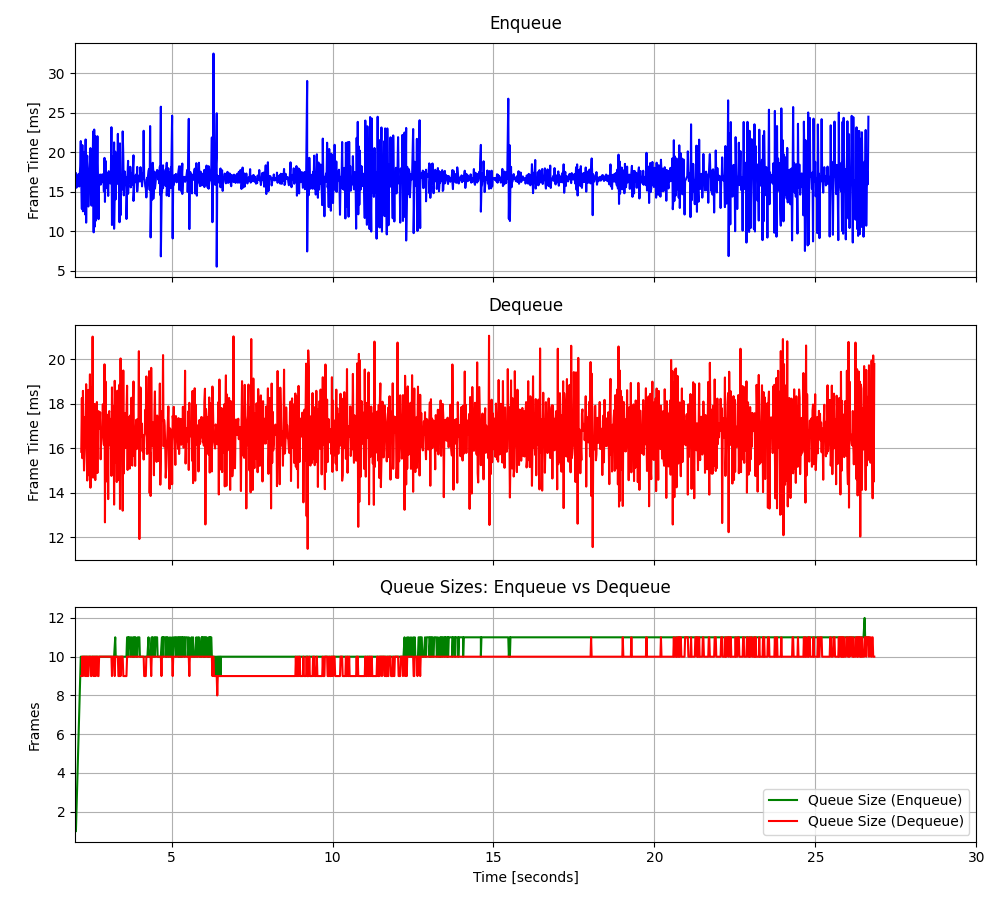 Enqueue
Frame Time [ms]
30
25
20
15
10
5
Dequeue
Frame Time [ms]
20
18
16
14
12
Queue Sizes: Enqueue vs Dequeue
Frames
12
10
8
6
4
2
Queue Size (Enqueue)
Queue Size (Dequeue)
5 10 15 20 25 30
Time [seconds]